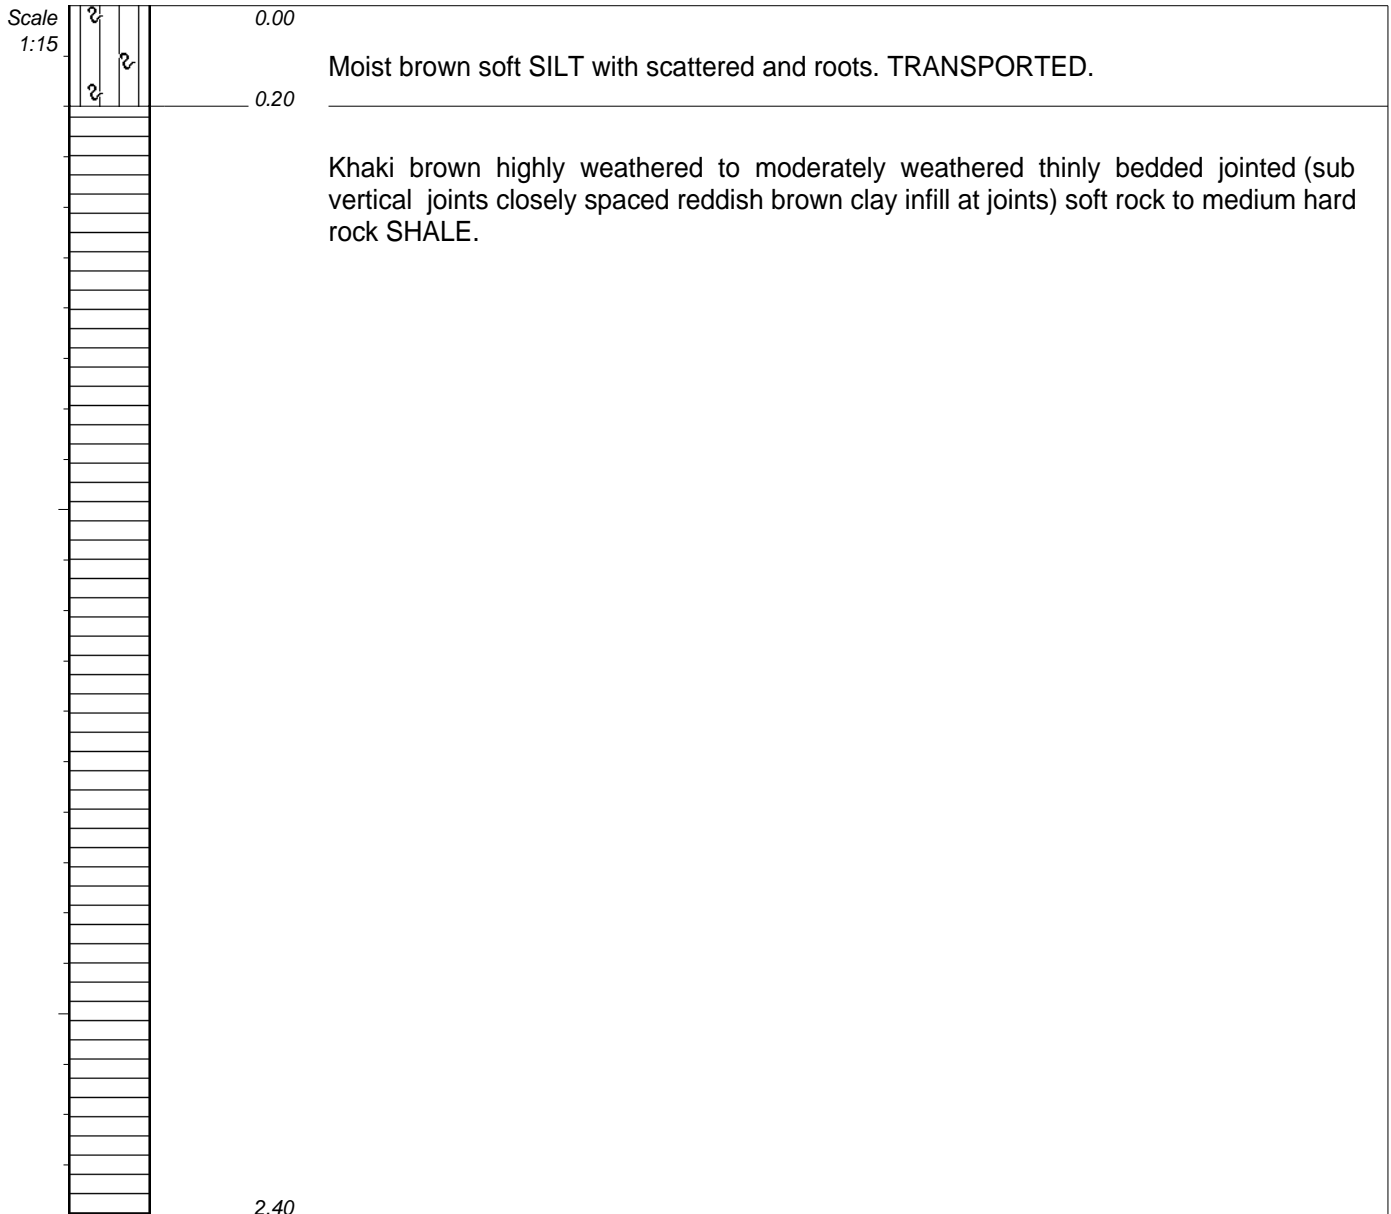 Scale
1:15
0.00
Moist brown soft SILT with scattered and roots. TRANSPORTED.
0.20
Khaki brown highly weathered to moderately weathered thinly bedded jointed (sub
vertical joints closely spaced reddish brown clay infill at joints) soft rock to medium hard
rock SHALE.
2.40